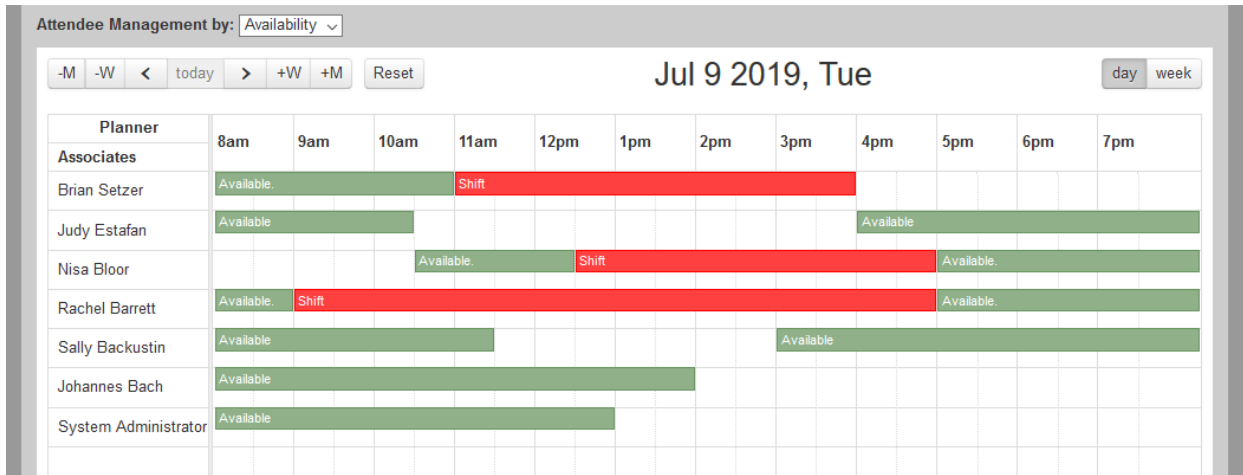 Attendee Management by: Availability
-M -W < today > +W +M Reset Jul 9 2019, Tue day week
Planner 8am 9am 10am 11am 12pm 1pm 2pm 3pm 4pm 5pm 6pm 7pm
Associates
Brian Setzer Available. Shift
Judy Estafan Available Available
Nisa Bloor Available. Shift Available.
Rachel Barrett Available. Shift Available.
Sally Backustin Available Available
Johannes Bach Available
System Administrator Available